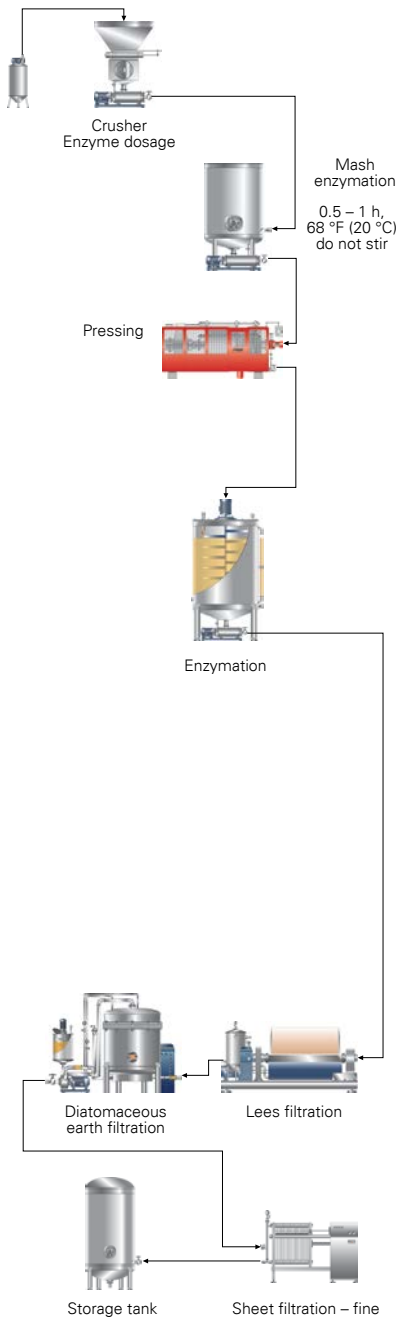 Crusher
Enzyme dosage
Mash
enzymation
0.5 – 1 h,
68 °F (20 °C)
do not stir
Pressing
Enzymation
Diatomaceous
earth filtration
Lees filtration
Storage tank
Sheet filtration – fine